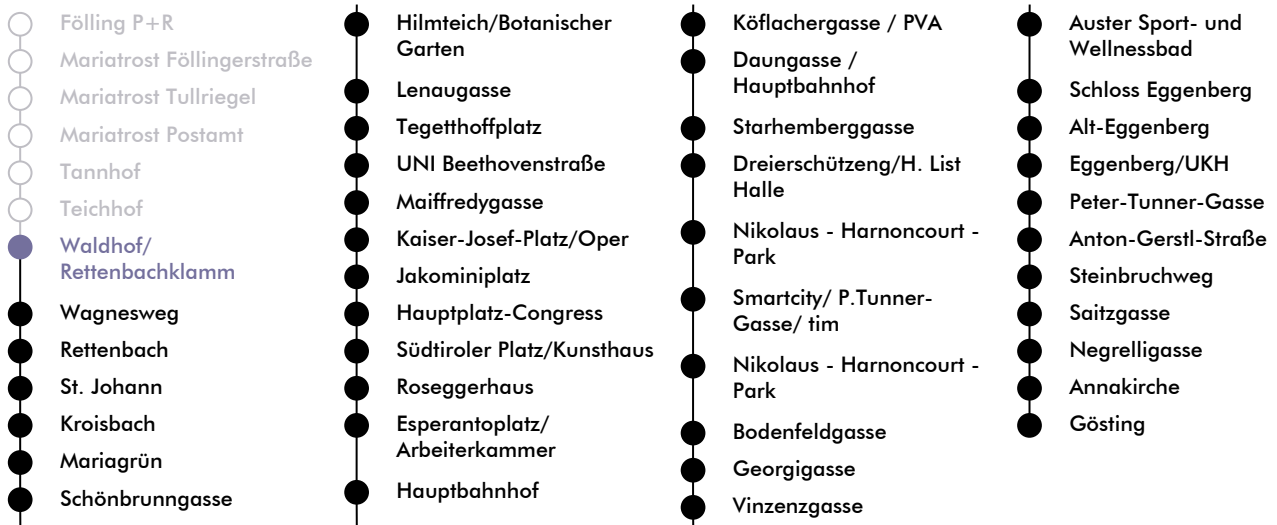 Fölling P+R
Mariatrost Föllingerstraße
Mariatrost Tullriegel
Mariatrost Postamt
Tannhof
Teichhof
Waldhof/
Rettenbachklamm
Wagnesweg
Rettenbach
St. Johann
Kroisbach
Mariagrün
Schönbrunngasse
Hilmteich/Botanischer
Garten
Lenaugasse
Tegetthoffplatz
UNI Beethovenstraße
Maiffredygasse
Kaiser-Josef-Platz/Oper
Jakominiplatz
Hauptplatz-Congress
Südtiroler Platz/Kunsthaus
Roseggerhaus
Esperantoplatz/
Arbeiterkammer
Hauptbahnhof
Köflachergasse / PVA
Daungasse /
Hauptbahnhof
Starhemberggasse
Dreierschützeng/H. List
Halle
Nikolaus - Harnoncourt -
Park
Smartcity/ P.Tunner-
Gasse/ tim
Nikolaus - Harnoncourt -
Park
Bodenfeldgasse
Georgigasse
Vinzenzgasse
Auster Sport- und
Wellnessbad
Schloss Eggenberg
Alt-Eggenberg
Eggenberg/UKH
Peter-Tunner-Gasse
Anton-Gerstl-Straße
Steinbruchweg
Saitzgasse
Negrelligasse
Annakirche
Gösting